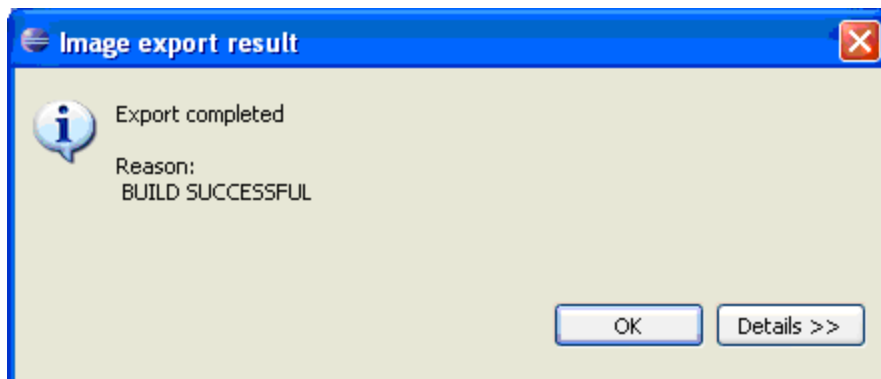 Image export result
Export completed
Reason:
BUILD SUCCESSFUL
OK
Details >>